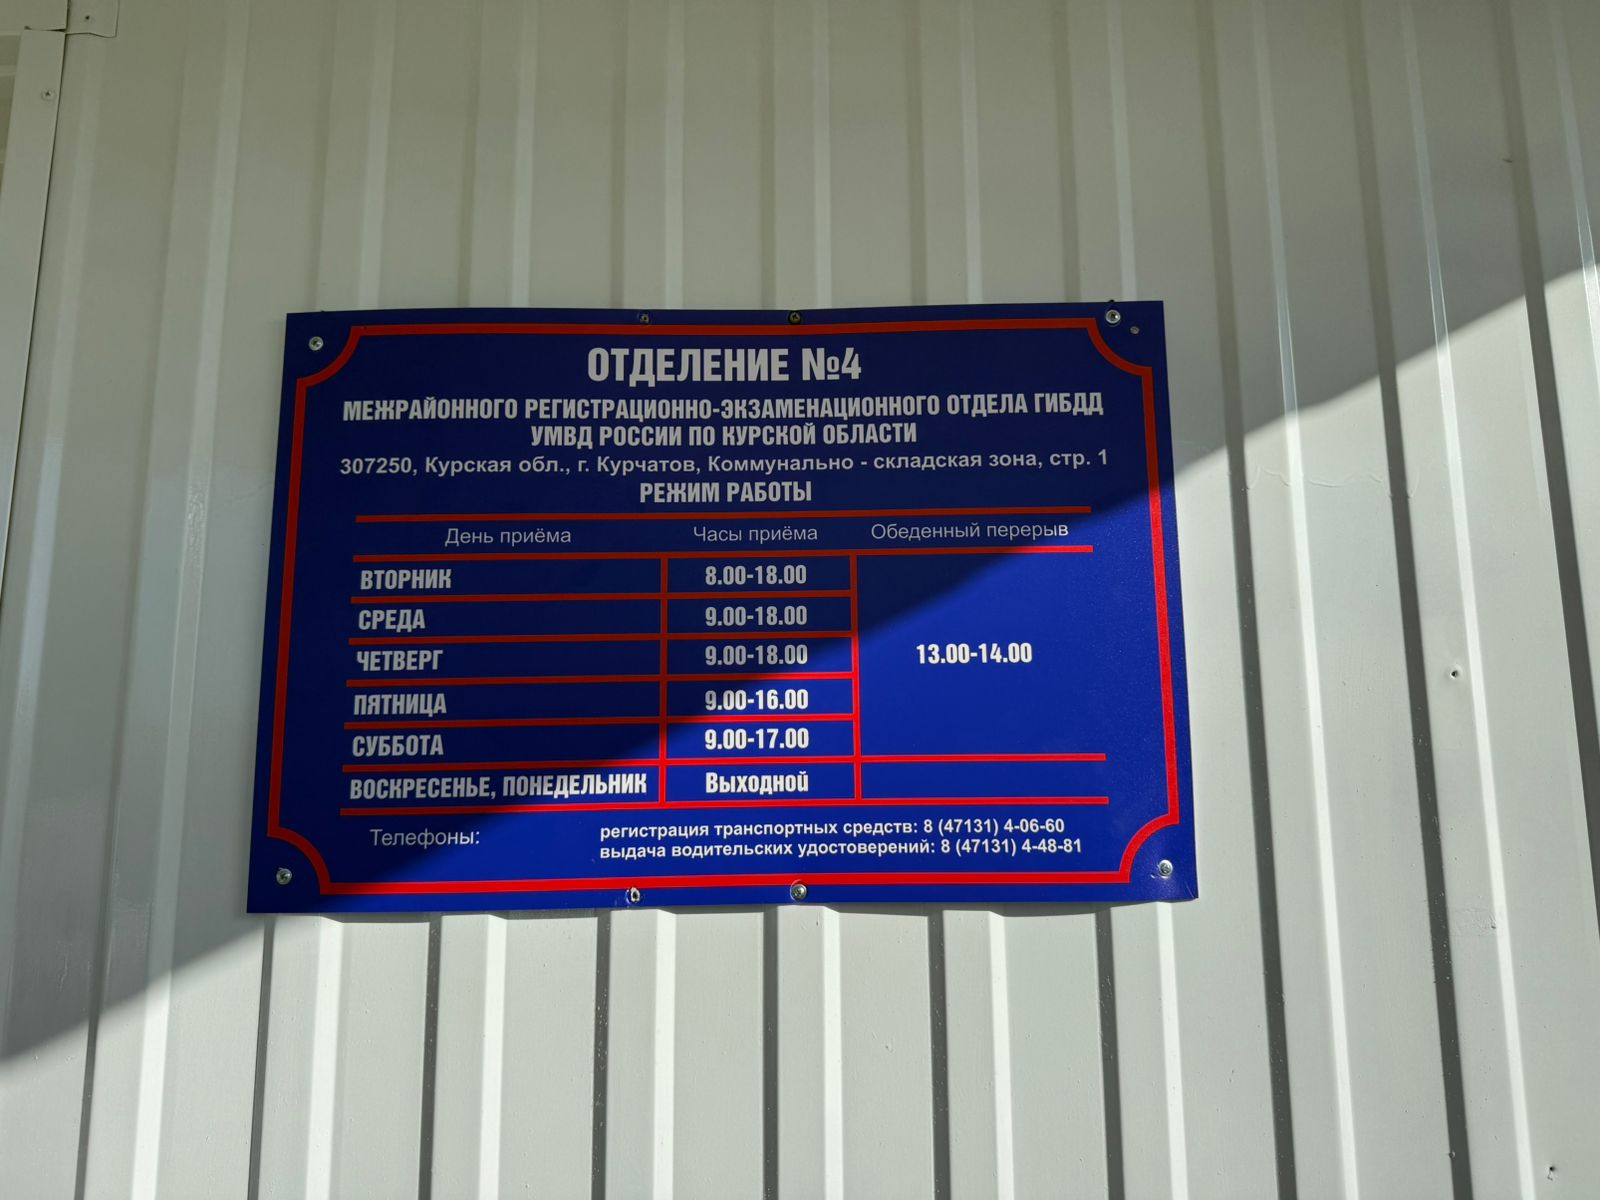 ОТДЕЛЕНИЕ №4
МЕЖРАЙОННОГО РЕГИСТРАЦИОННО-ЭКЗАМЕНАЦИОННОГО ОТДЕЛА ГИБДД
УМВД РОССИИ ПО КУРСКОЙ ОБЛАСТИ
307250, Курская обл., г. Курчатов, Коммунально - складская зона, стр. 1
РЕЖИМ РАБОТЫ
День приёма Часы приёма Обеденный перерыв
ВТОРНИК 8.00-18.00
СРЕДА 9.00-18.00
ЧЕТВЕРГ 9.00-18.00 13.00-14.00
ПЯТНИЦА 9.00-16.00
СУББОТА 9.00-17.00
ВОСКРЕСЕНЬЕ, ПОНЕДЕЛЬНИК Выходной
Телефоны: регистрация транспортных средств: 8 (47131) 4-06-60
выдача водительских удостоверений: 8 (47131) 4-48-81